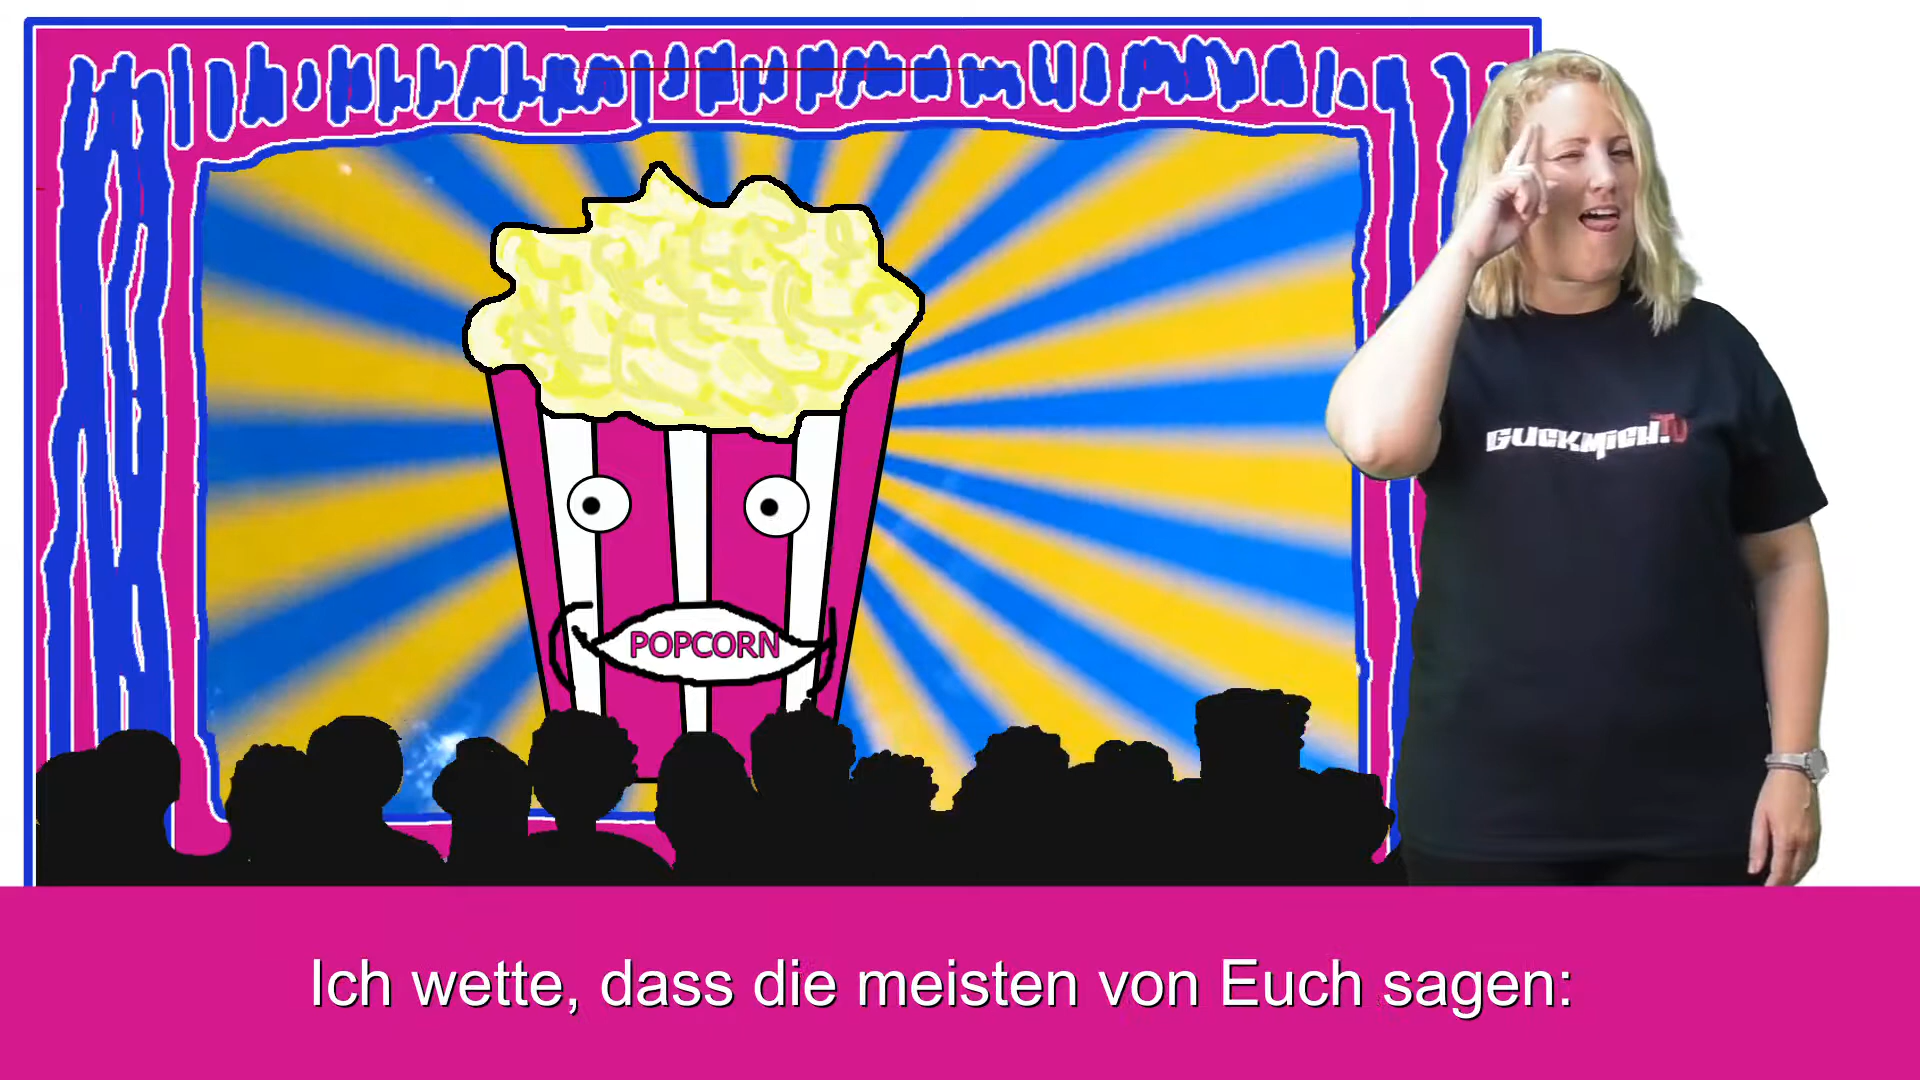 GUCKMICH.TV
POPCORN
Ich wette, dass die meisten von Euch sagen: